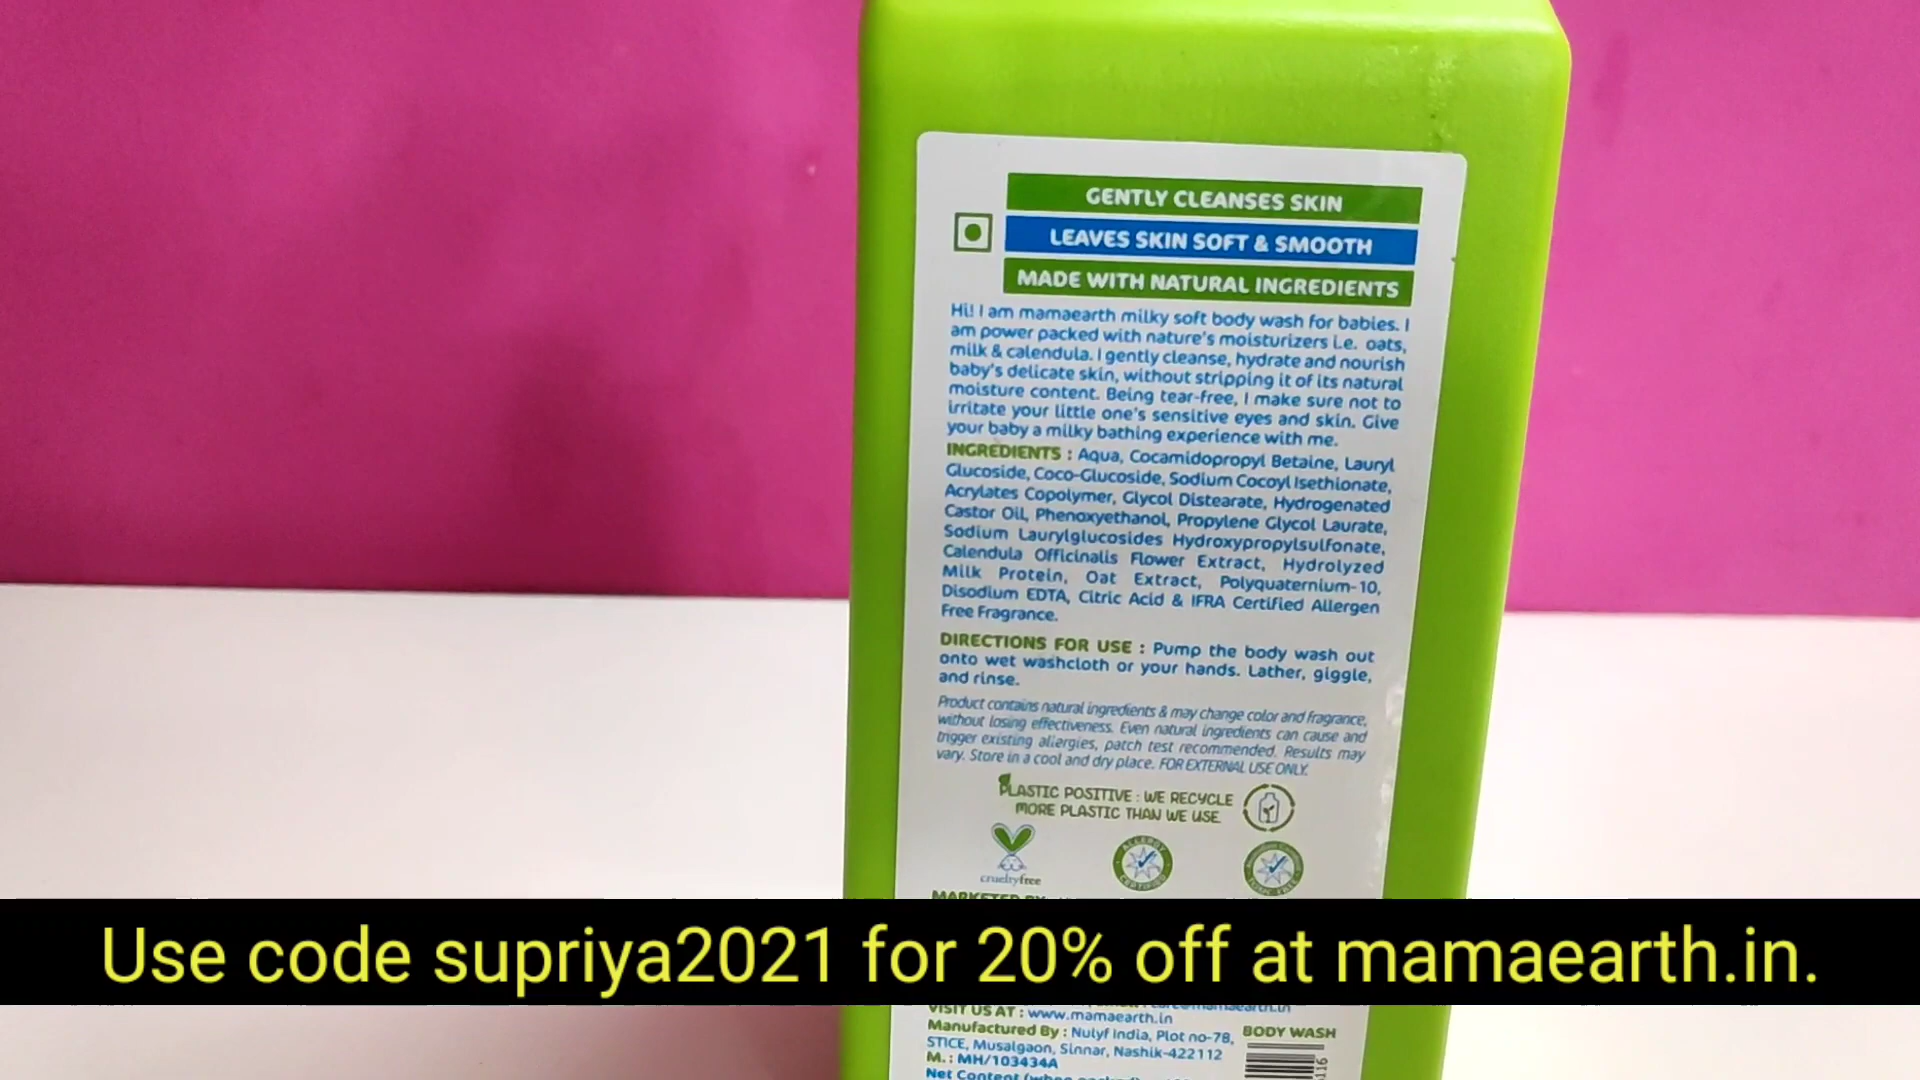 GENTLY CLEANSES SKIN
LEAVES SKIN SOFT & SMOOTH
MADE WITH NATURAL INGREDIENTS
Hi! I am mamaearth milky soft body wash for babies. I
am power packed with nature's moisturizers i.e. oats,
milk & calendula. I gently cleanse, hydrate and nourish
baby's delicate skin, without stripping it of its natural
moisture content. Being tear-free, I make sure not to
irritate your little one's sensitive eyes and skin. Give
your baby a milky bathing experience with me.
INGREDIENTS : Aqua, Cocamidopropyl Betaine, Lauryl
Glucoside, Coco-Glucoside, Sodium Cocoyl Isethionate,
Acrylates Copolymer, Glycol Distearate, Hydrogenated
Castor Oil, Phenoxyethanol, Propylene Glycol Laurate,
Sodium Laurylglucosides Hydroxypropylsulfonate,
Calendula Officinalis Flower Extract, Hydrolyzed
Milk Protein, Oat Extract, Polyquaternium-10,
Disodium EDTA, Citric Acid & IFRA Certified Allergen
Free Fragrance.
DIRECTIONS FOR USE : Pump the body wash out
onto wet washcloth or your hands. Lather, giggle,
and rinse.
Product contains natural ingredients & may change color and fragrance,
without losing effectiveness. Even natural ingredients can cause and
trigger existing allergies, patch test recommended. Results may
vary. Store in a cool and dry place. FOR EXTERNAL USE ONLY.
PLASTIC POSITIVE : WE RECYCLE
MORE PLASTIC THAN WE USE
crueltyfree
ALLERGY CERTIFIED
MARKETED BY
Use code supriya2021 for 20% off at mamaearth.in.
VISIT US AT : www.mamaearth.in
Manufactured By : Nulyf India, Plot no-78,
BODY WASH
STICE, Musalgaon, Sinnar, Nashik-422112
M. : MH/103434A
Net Content